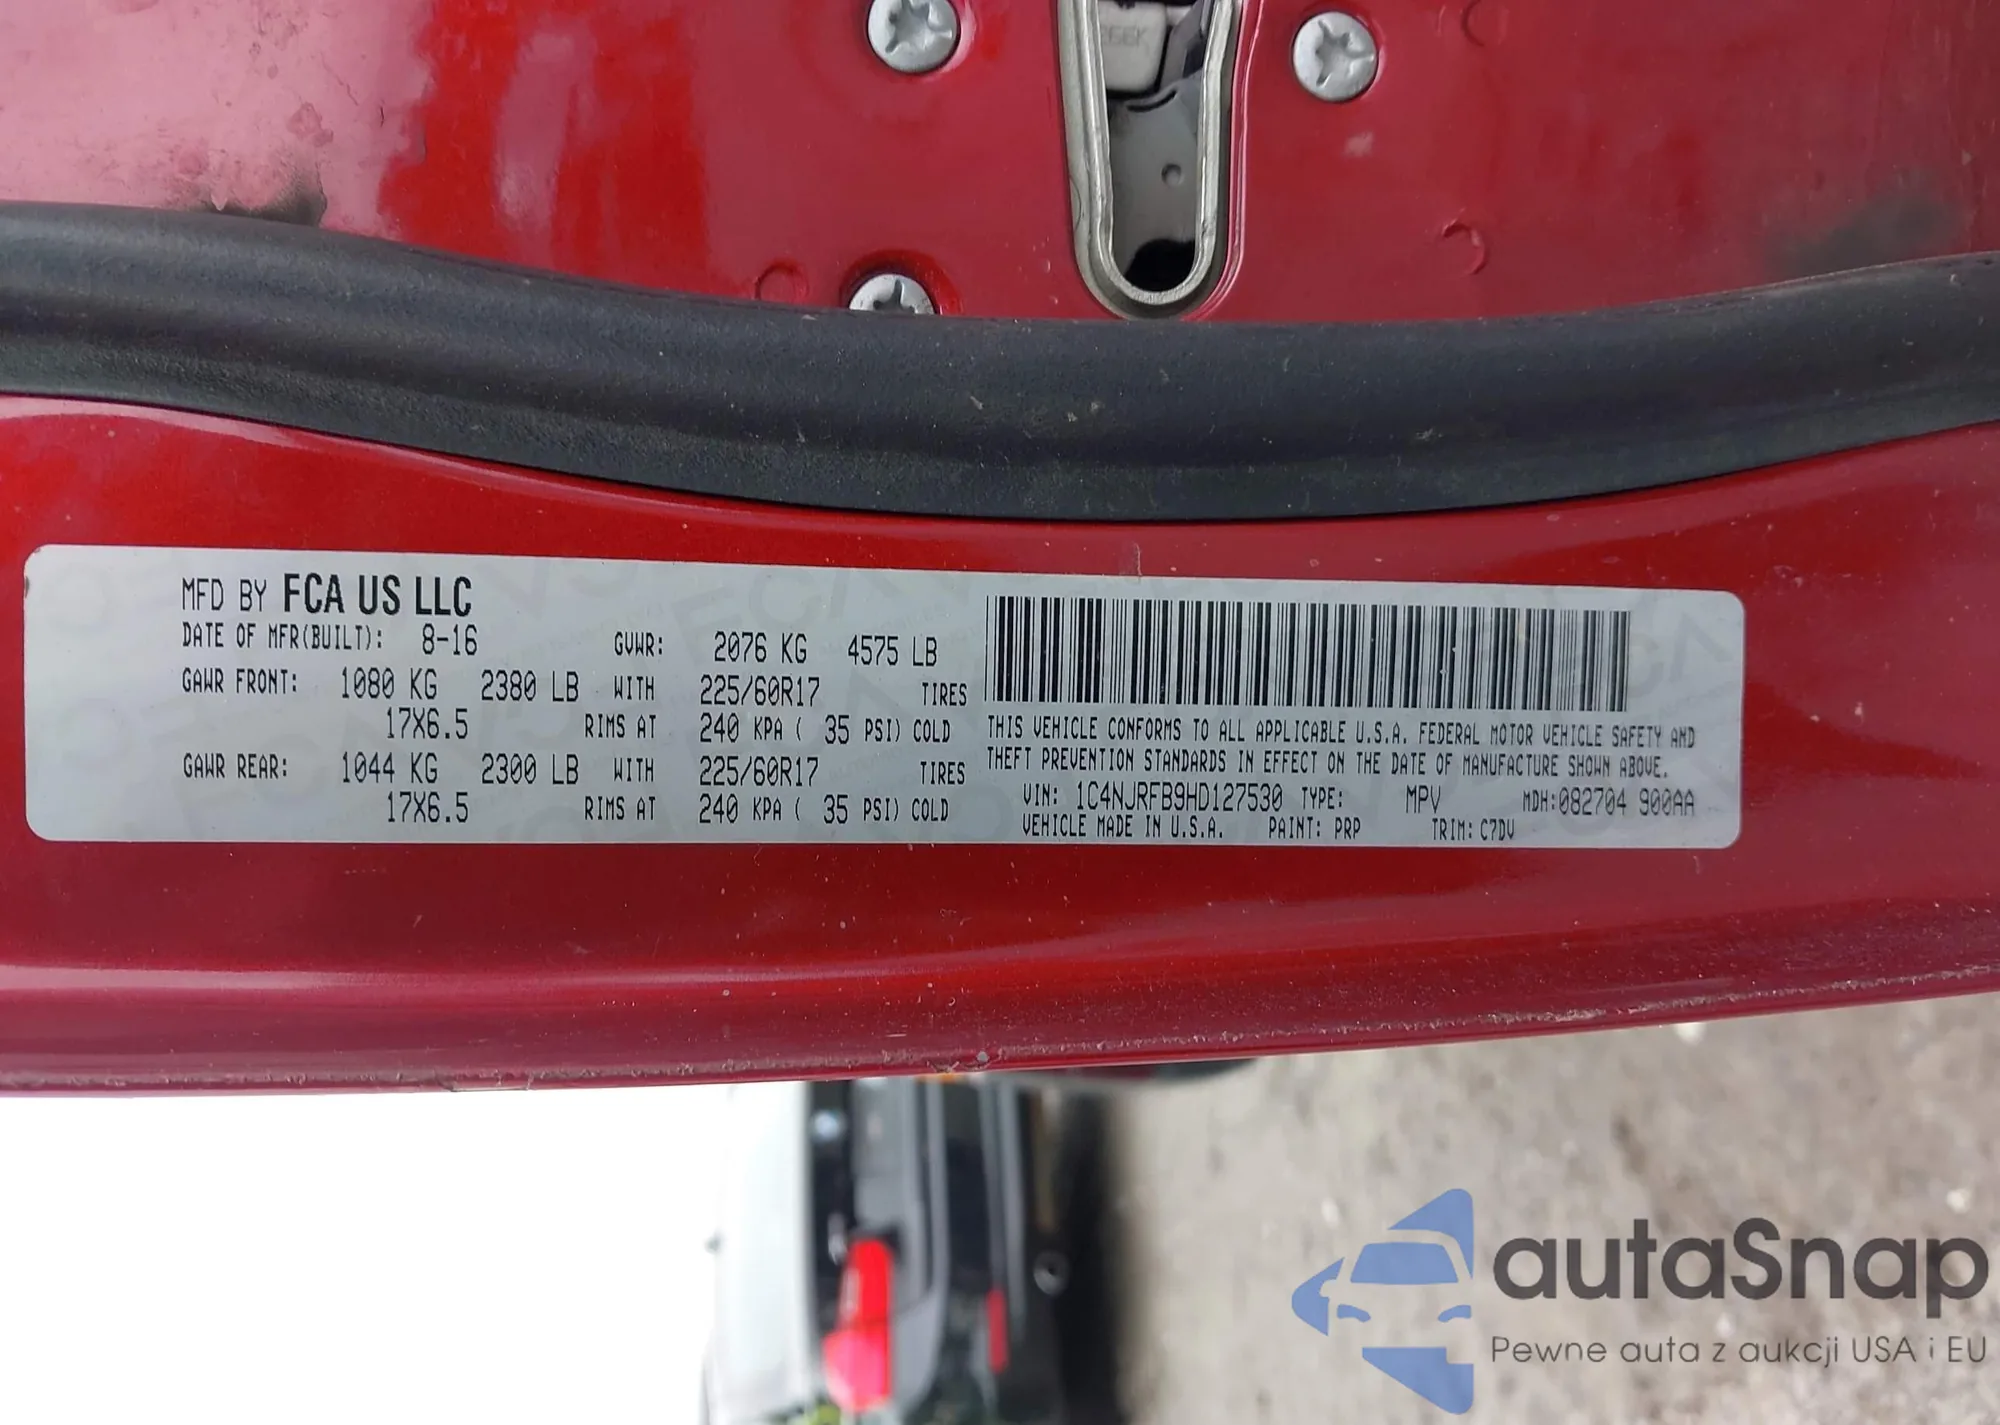 MFD BY FCA US LLC
DATE OF MFR(BUILT): 8-16 GVWR: 2076 KG 4575 LB
GAWR FRONT: 1080 KG 2380 LB WITH 225/60R17 TIRES
17X6.5 RIMS AT 240 KPA ( 35 PSI) COLD
GAWR REAR: 1044 KG 2300 LB WITH 225/60R17 TIRES
17X6.5 RIMS AT 240 KPA ( 35 PSI) COLD
THIS VEHICLE CONFORMS TO ALL APPLICABLE U.S.A. FEDERAL MOTOR VEHICLE SAFETY AND
THEFT PREVENTION STANDARDS IN EFFECT ON THE DATE OF MANUFACTURE SHOWN ABOVE.
VIN: 1C4NJRFB9HD127530 TYPE: MPV MDH:082704 900AA
VEHICLE MADE IN U.S.A. PAINT: PRP TRIM: C7DV
autaSnap
Pewne auta z aukcji USA i EU